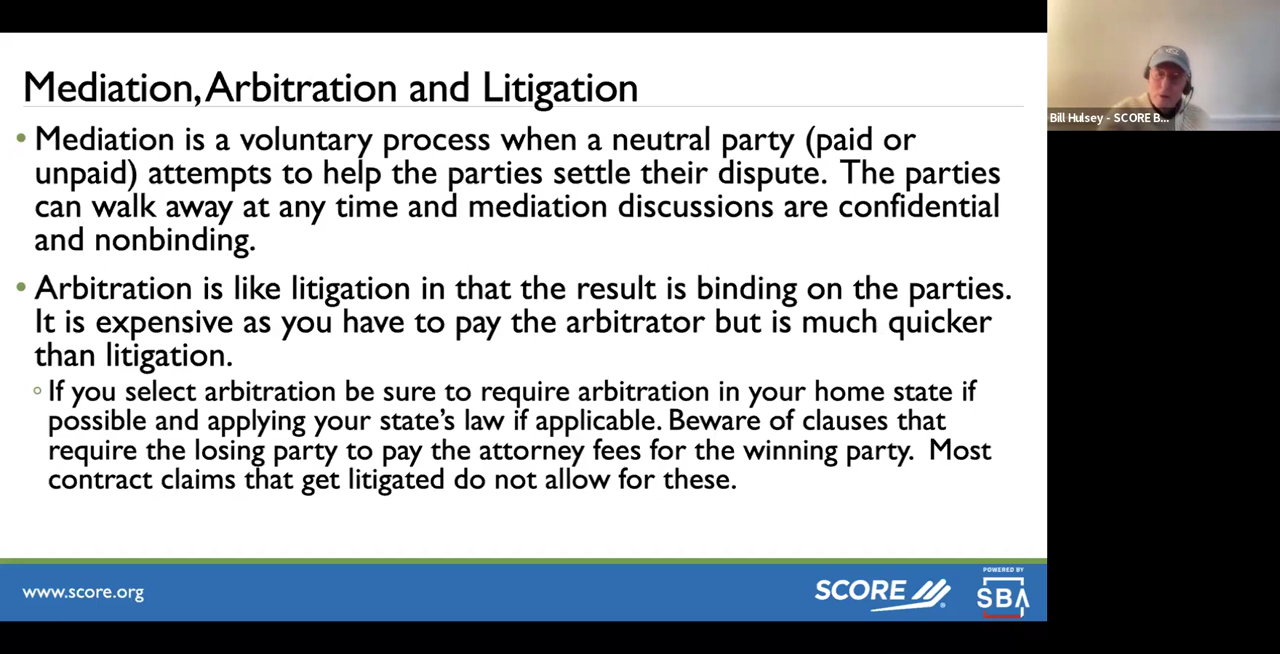 Mediation, Arbitration and Litigation
• Mediation is a voluntary process when a neutral party (paid or
unpaid) attempts to help the parties settle their dispute. The parties
can walk away at any time and mediation discussions are confidential
and nonbinding.
• Arbitration is like litigation in that the result is binding on the parties.
It is expensive as you have to pay the arbitrator but is much quicker
than litigation.
◦ If you select arbitration be sure to require arbitration in your home state if
possible and applying your state's law if applicable. Beware of clauses that
require the losing party to pay the attorney fees for the winning party. Most
contract claims that get litigated do not allow for these.
www.score.org
SCORE
POWERED BY
SBA
Bill Hulsey - SCORE B...